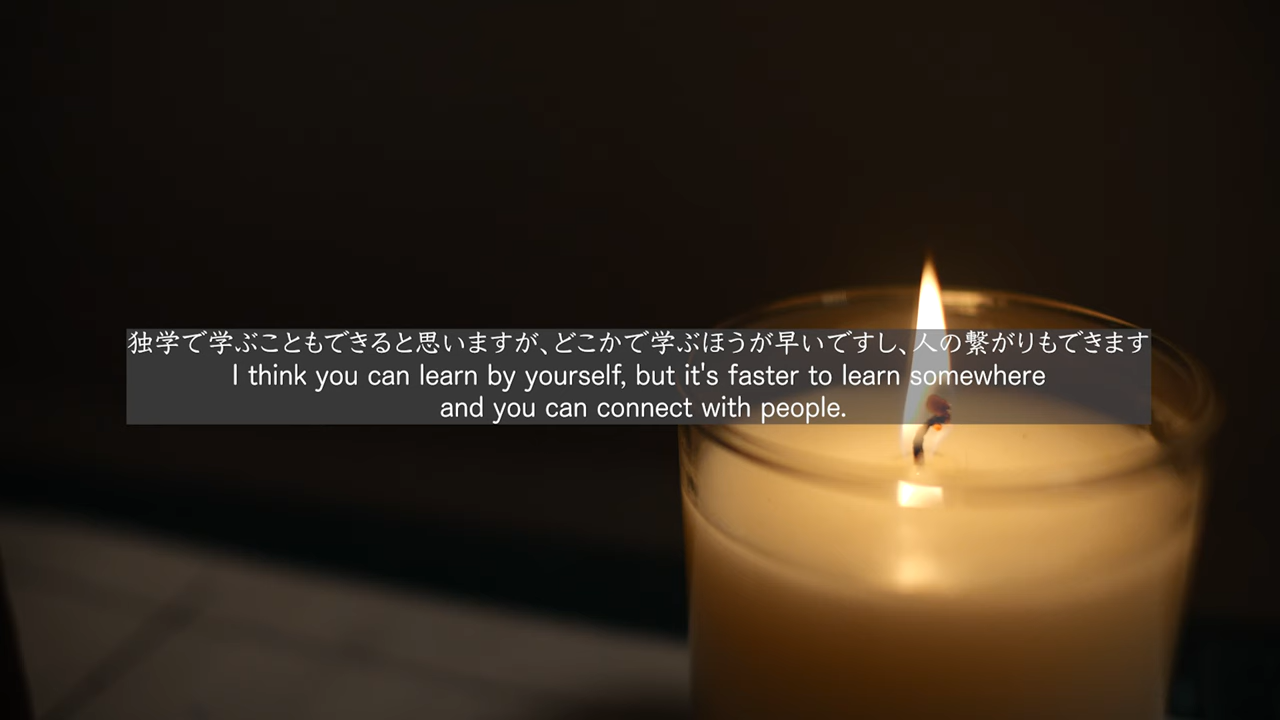 独学で学ぶこともできると思いますが、どこかで学ぶほうが早いですし、人の繋がりもできます
I think you can learn by yourself, but it's faster to learn somewhere
and you can connect with people.